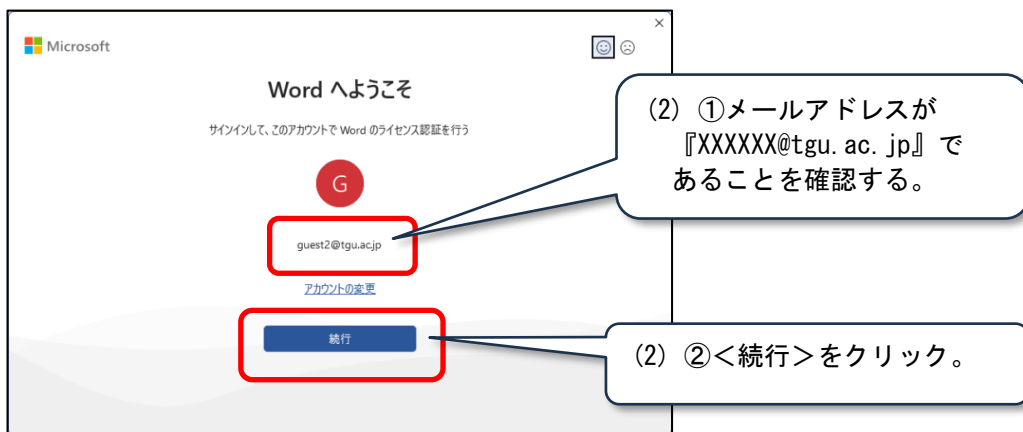 Microsoft
Word へようこそ
サインインして、このアカウントで Word のライセンス認証を行う
G
guest2@tgu.ac.jp
アカウントの変更
続行
(2) ①メールアドレスが
『XXXXXX@tgu.ac.jp』で
あることを確認する。
(2) ②＜続行＞をクリック。